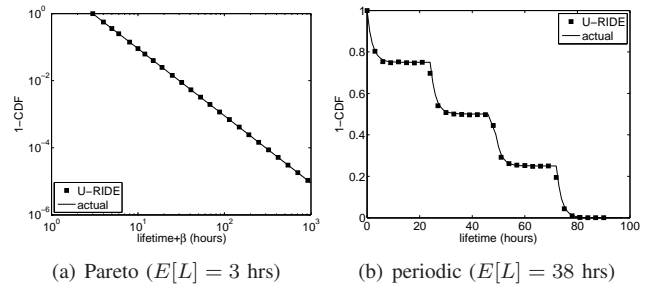 10^0
10^-2
10^-4
10^-6
1-CDF
U-RIDE
actual
10^0 10^1 10^2 10^3
lifetime+β (hours)
(a) Pareto (E[L] = 3 hrs)
1
0.8
0.6
0.4
0.2
0
1-CDF
U-RIDE
actual
0 20 40 60 80 100
lifetime (hours)
(b) periodic (E[L] = 38 hrs)